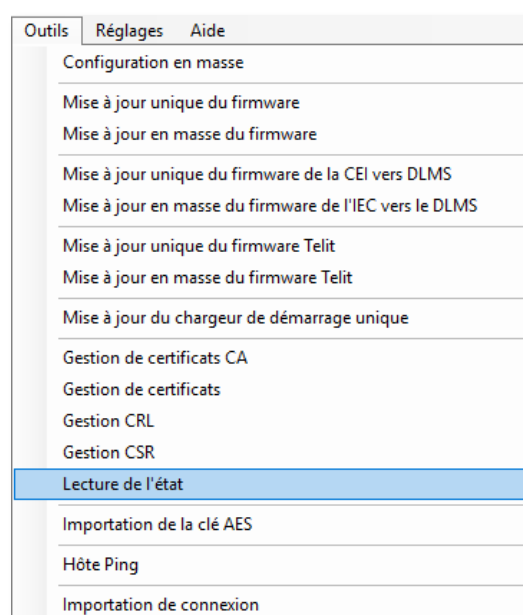 Outils Réglages Aide
Configuration en masse
Mise à jour unique du firmware
Mise à jour en masse du firmware
Mise à jour unique du firmware de la CEI vers DLMS
Mise à jour en masse du firmware de l'IEC vers le DLMS
Mise à jour unique du firmware Telit
Mise à jour en masse du firmware Telit
Mise à jour du chargeur de démarrage unique
Gestion de certificats CA
Gestion de certificats
Gestion CRL
Gestion CSR
Lecture de l'état
Importation de la clé AES
Hôte Ping
Importation de connexion